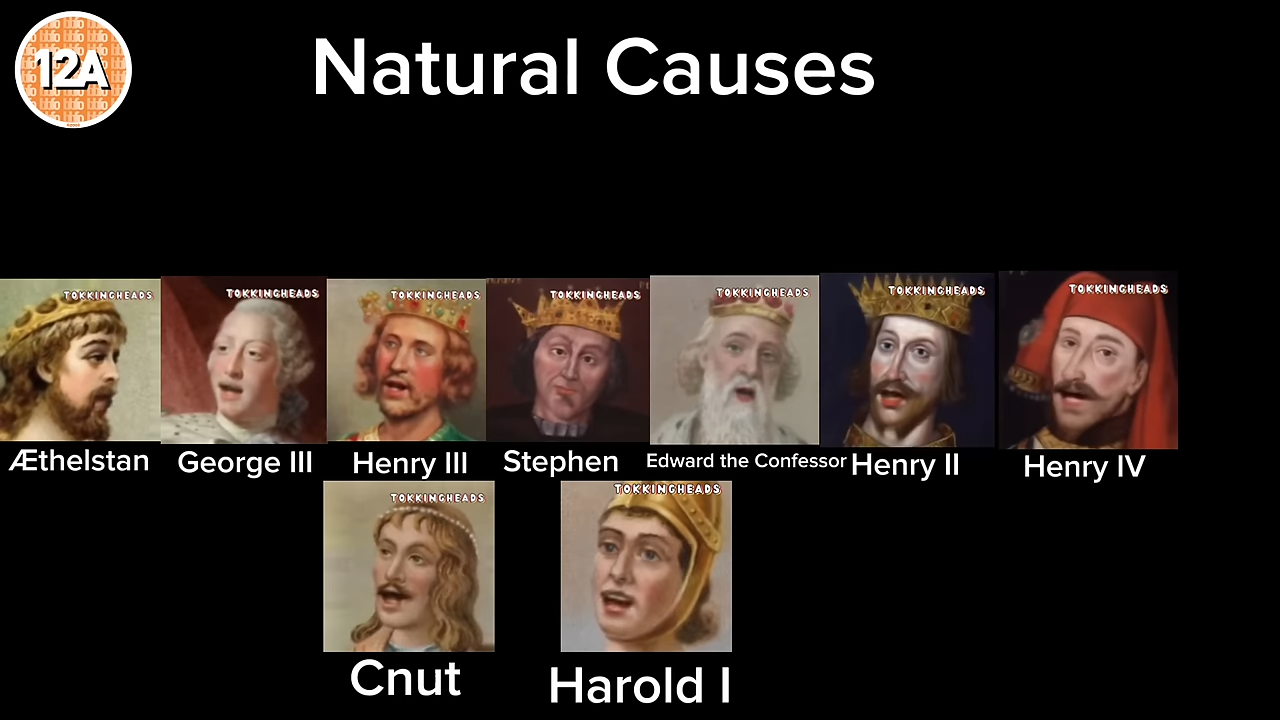 12A
Natural Causes
TOKKINGHEADS
TOKKINGHEADS
TOKKINGHEADS
TOKKINGHEADS
TOKKINGHEADS
TOKKINGHEADS
TOKKINGHEADS
Æthelstan
George III
Henry III
Stephen
Edward the Confessor
Henry II
Henry IV
TOKKINGHEADS
TOKKINGHEADS
Cnut
Harold I